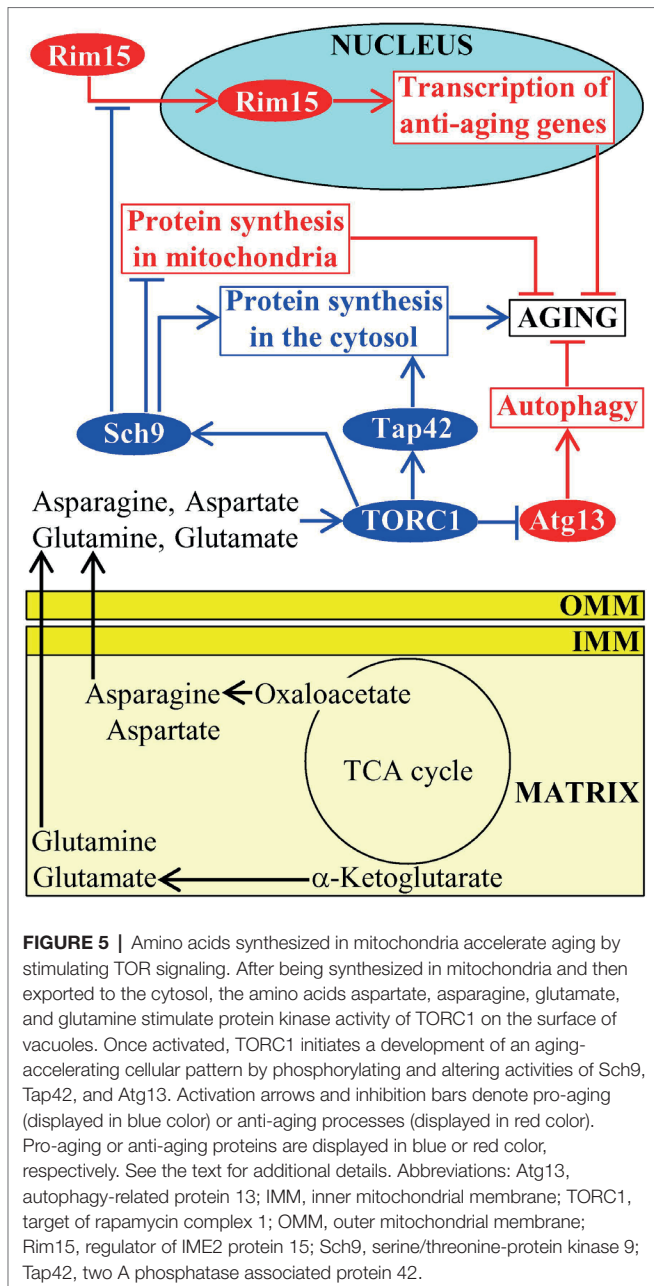 Rim15
NUCLEUS
Rim15
Transcription of
anti-aging genes
Protein synthesis
in mitochondria
Protein synthesis
in the cytosol
AGING
Autophagy
Sch9
Tap42
Asparagine, Aspartate
Glutamine, Glutamate
TORC1
Atg13
OMM
IMM
Asparagine
Oxaloacetate
Aspartate
TCA cycle
MATRIX
Glutamine
Glutamate
α-Ketoglutarate
FIGURE 5 | Amino acids synthesized in mitochondria accelerate aging by
stimulating TOR signaling. After being synthesized in mitochondria and then
exported to the cytosol, the amino acids aspartate, asparagine, glutamate,
and glutamine stimulate protein kinase activity of TORC1 on the surface of
vacuoles. Once activated, TORC1 initiates a development of an aging-
accelerating cellular pattern by phosphorylating and altering activities of Sch9,
Tap42, and Atg13. Activation arrows and inhibition bars denote pro-aging
(displayed in blue color) or anti-aging processes (displayed in red color).
Pro-aging or anti-aging proteins are displayed in blue or red color,
respectively. See the text for additional details. Abbreviations: Atg13,
autophagy-related protein 13; IMM, inner mitochondrial membrane; TORC1,
target of rapamycin complex 1; OMM, outer mitochondrial membrane;
Rim15, regulator of IME2 protein 15; Sch9, serine/threonine-protein kinase 9;
Tap42, two A phosphatase associated protein 42.